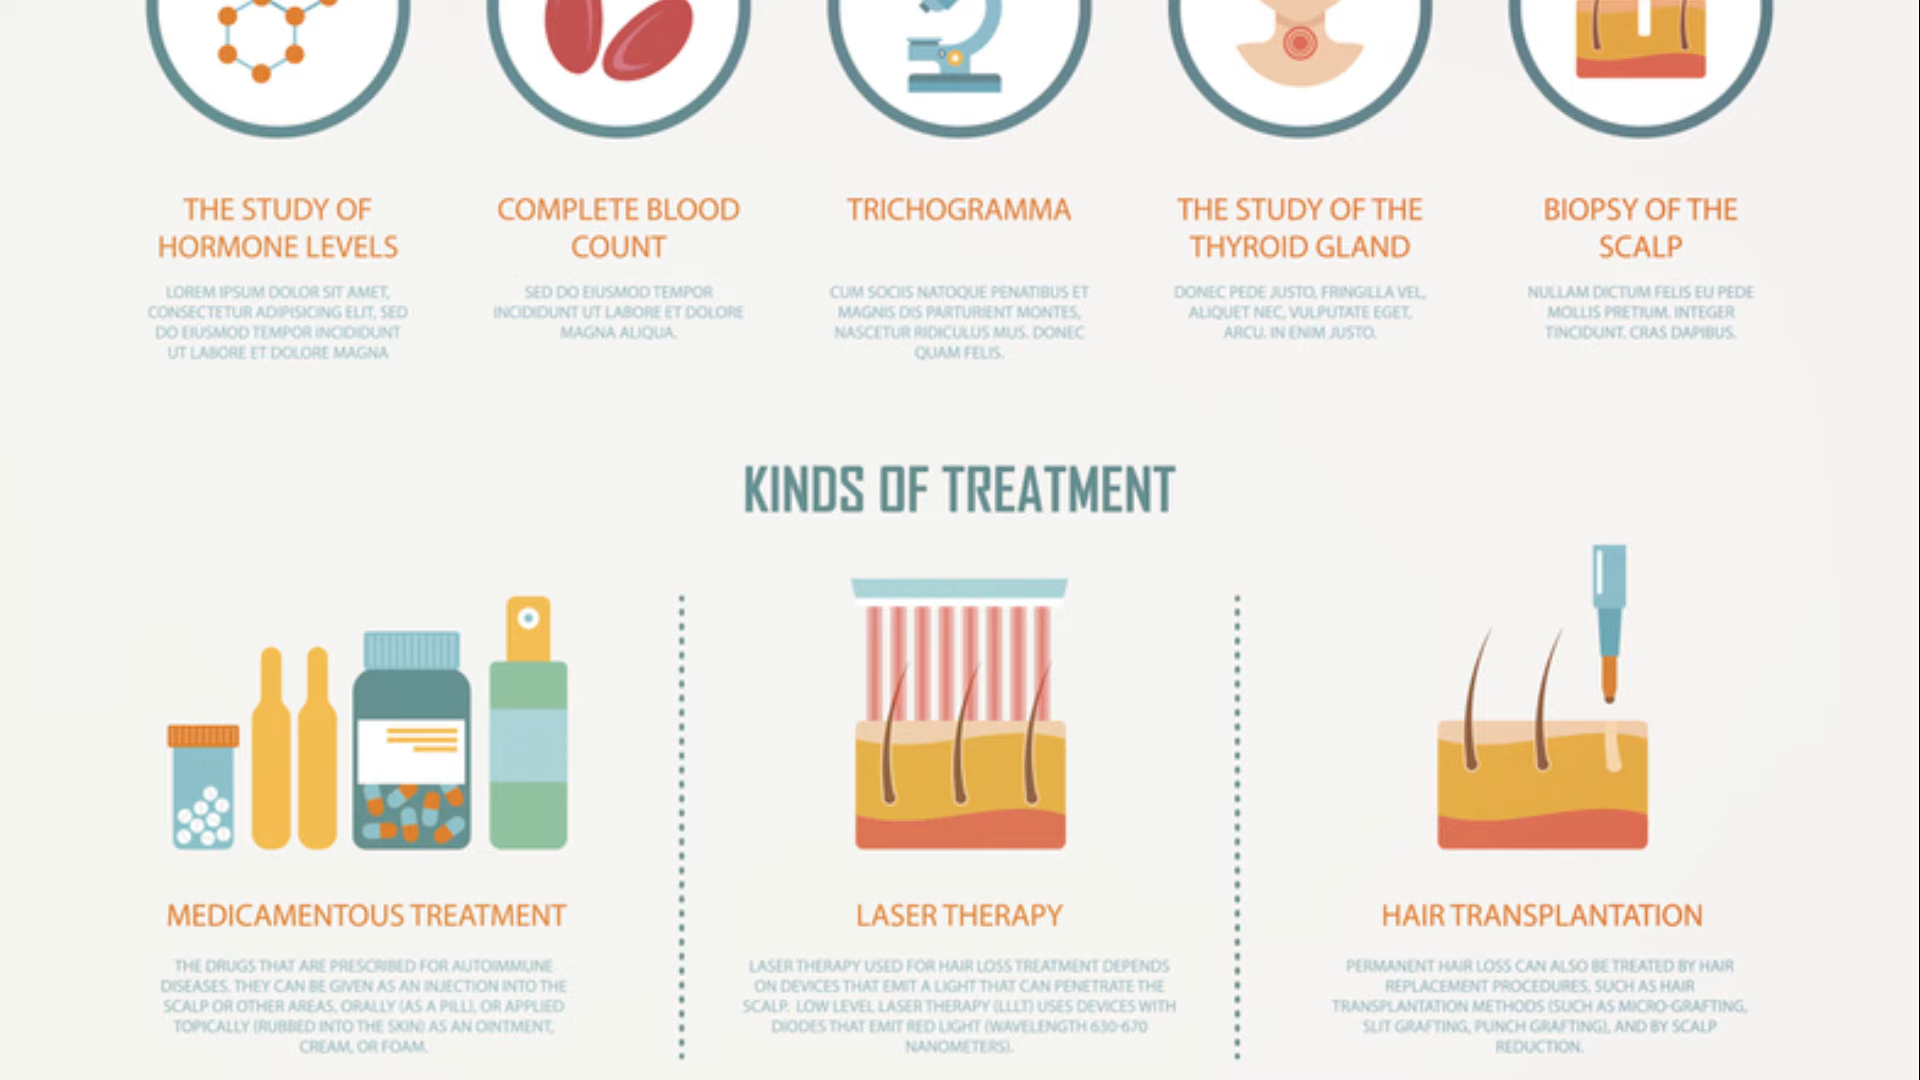 THE STUDY OF
HORMONE LEVELS
LOREM IPSUM DOLOR SIT AMET,
CONSECTETUR ADIPISICING ELIT, SED
DO EIUSMOD TEMPOR INCIDIDUNT
UT LABORE ET DOLORE MAGNA
COMPLETE BLOOD
COUNT
SED DO EIUSMOD TEMPOR
INCIDIDUNT UT LABORE ET DOLORE
MAGNA ALIQUA.
TRICHOGRAMMA
CUM SOCIIS NATOQUE PENATIBUS ET
MAGNIS DIS PARTURIENT MONTES,
NASCETUR RIDICULUS MUS. DONEC
QUAM FELIS.
THE STUDY OF THE
THYROID GLAND
DONEC PEDE JUSTO, FRINGILLA VEL,
ALIQUET NEC, VULPUTATE EGET,
ARCU. IN ENIM JUSTO.
BIOPSY OF THE
SCALP
NULLAM DICTUM FELIS EU PEDE
MOLLIS PRETIUM. INTEGER
TINCIDUNT. CRAS DAPIBUS.
KINDS OF TREATMENT
MEDICAMENTOUS TREATMENT
THE DRUGS THAT ARE PRESCRIBED FOR AUTOIMMUNE
DISEASES. THEY CAN BE GIVEN AS AN INJECTION INTO THE
SCALP OR OTHER AREAS, ORALLY (AS A PILL), OR APPLIED
TOPICALLY (RUBBED INTO THE SKIN) AS AN OINTMENT,
CREAM, OR FOAM.
LASER THERAPY
LASER THERAPY USED FOR HAIR LOSS TREATMENT DEPENDS
ON DEVICES THAT EMIT A LIGHT THAT CAN PENETRATE THE
SCALP. LOW LEVEL LASER THERAPY (LLLT) USES DEVICES WITH
DIODES THAT EMIT RED LIGHT (WAVELENGTH 630-670
NANOMETERS).
HAIR TRANSPLANTATION
PERMANENT HAIR LOSS CAN ALSO BE TREATED BY HAIR
REPLACEMENT PROCEDURES, SUCH AS HAIR
TRANSPLANTATION METHODS (SUCH AS MICRO-GRAFTING,
SLIT GRAFTING, PUNCH GRAFTING), AND BY SCALP
REDUCTION.